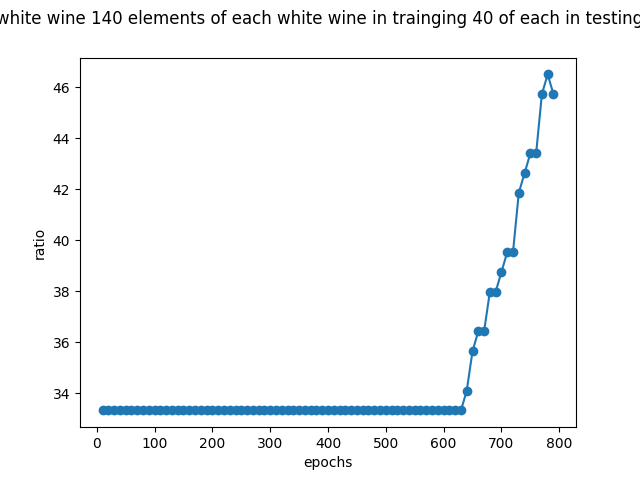 white wine 140 elements of each white wine in trainging 40 of each in testing
46
44
42
40
38
36
34
ratio
0 100 200 300 400 500 600 700 800
epochs